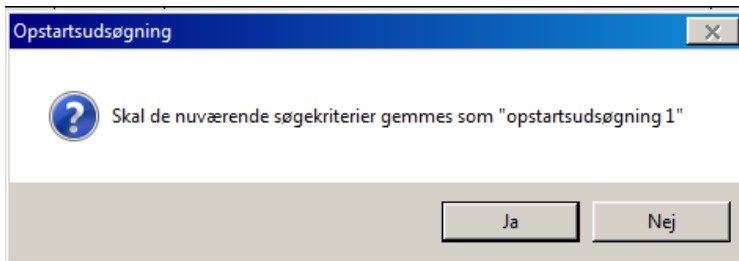 Opstartsudsøgning
Skal de nuværende søgekriterier gemmes som "opstartsudsøgning 1"
Ja
Nej